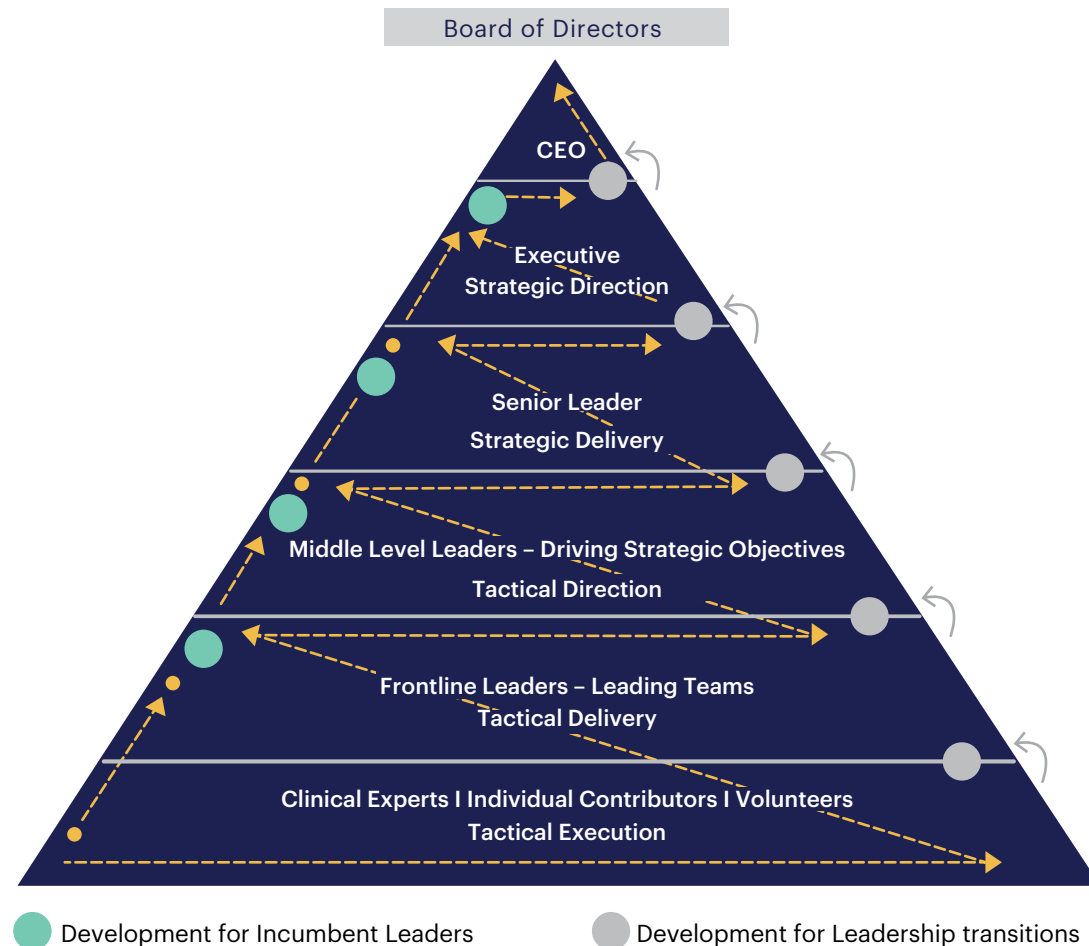 Board of Directors
CEO
Executive
Strategic Direction
Senior Leader
Strategic Delivery
Middle Level Leaders – Driving Strategic Objectives
Tactical Direction
Frontline Leaders – Leading Teams
Tactical Delivery
Clinical Experts I Individual Contributors I Volunteers
Tactical Execution
Development for Incumbent Leaders
Development for Leadership transitions